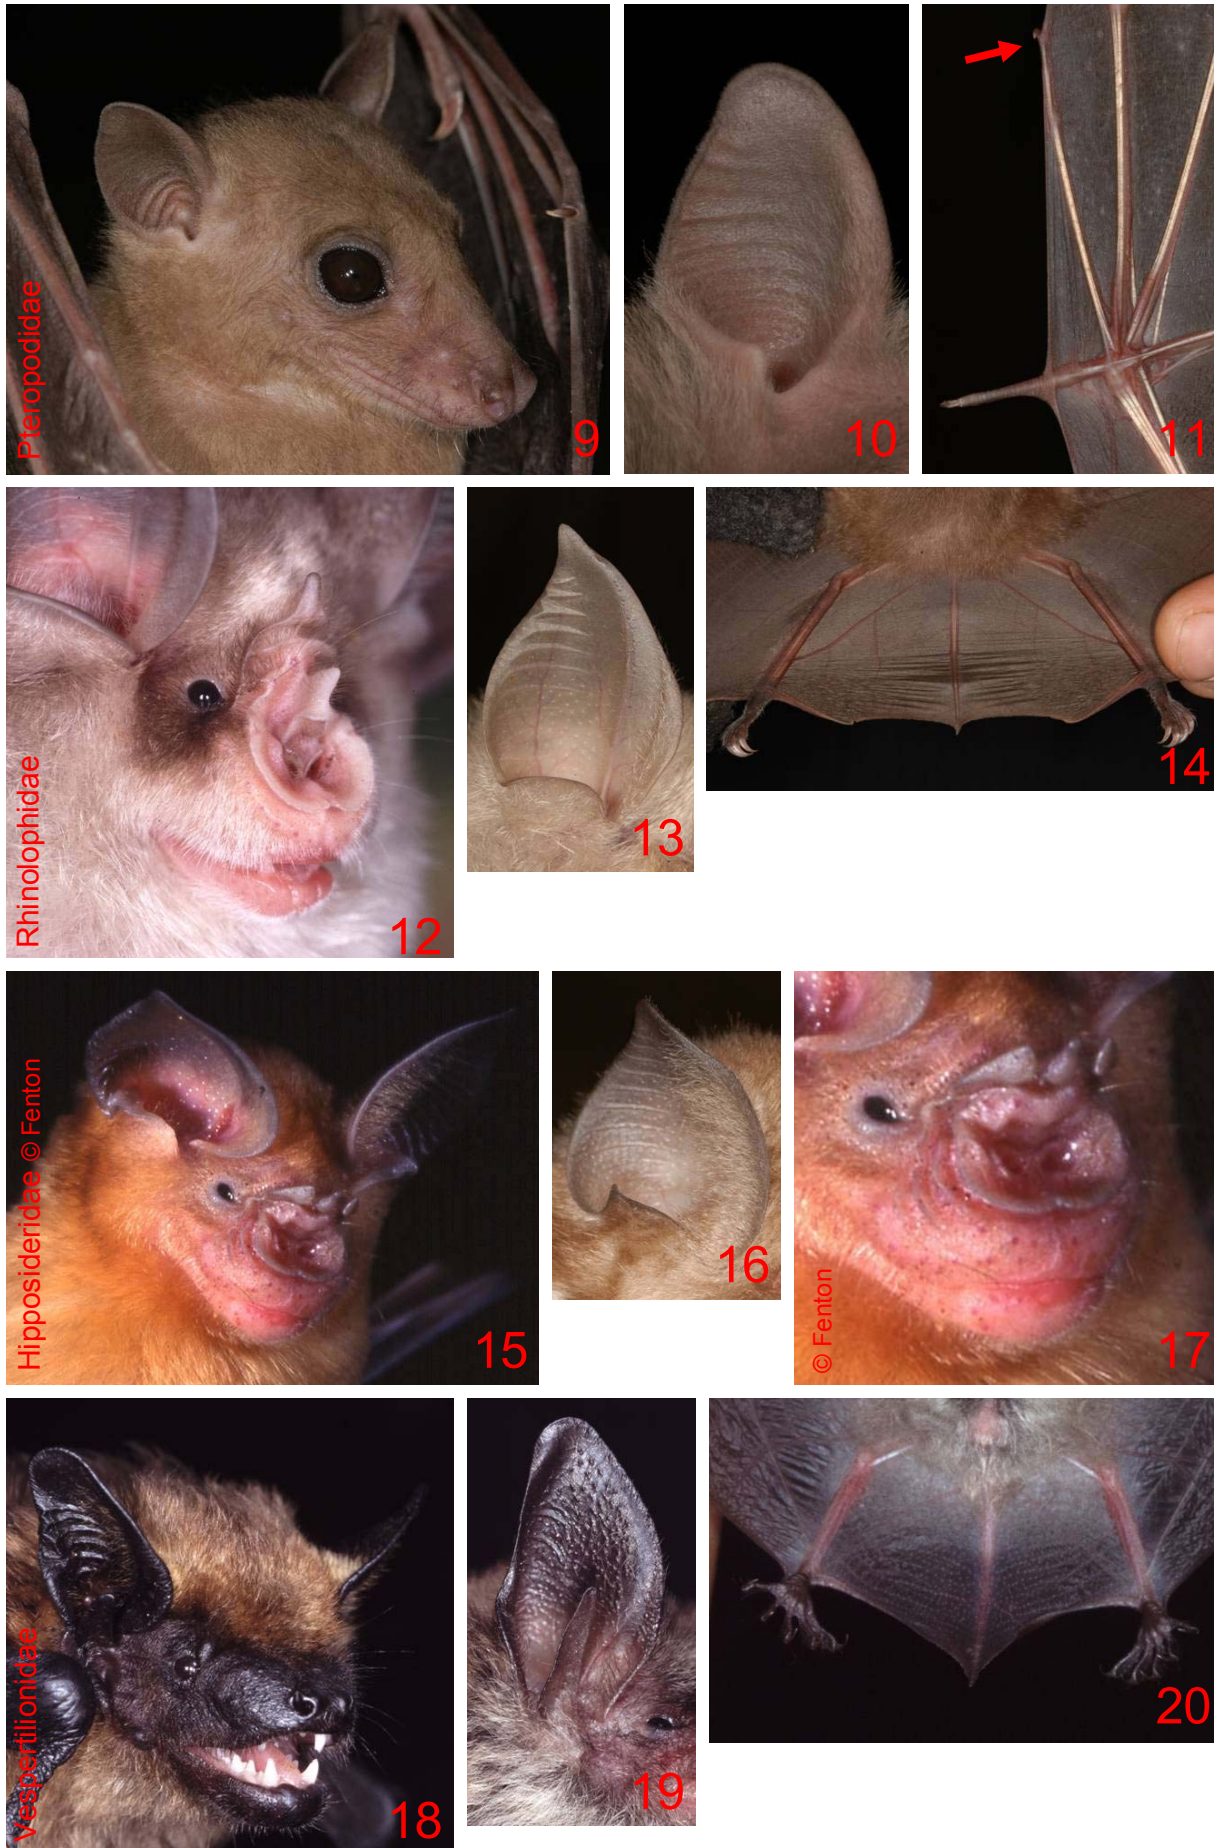 Pteropodidae
9
10
11
Rhinolophidae
12
13
14
Hipposideridae © Fenton
15
16
© Fenton
17
Vespertilionidae
18
19
20